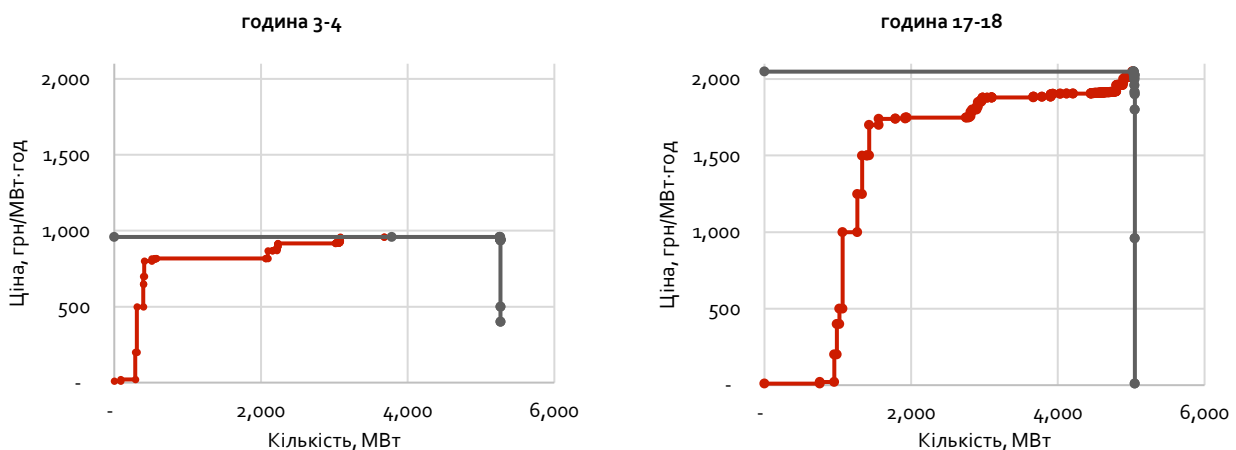 година 3-4
Ціна, грн/МВт·год
2,000
1,500
1,000
500
-
- 2,000 4,000 6,000
Кількість, МВт
година 17-18
Ціна, грн/МВт·год
2,000
1,500
1,000
500
-
- 2,000 4,000 6,000
Кількість, МВт